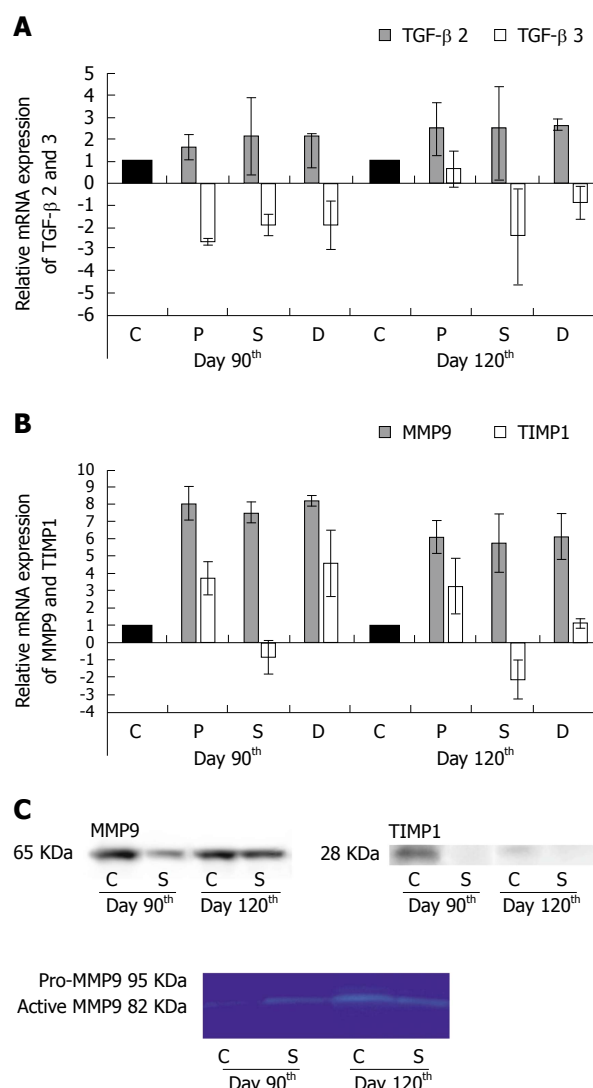 A
TGF-β 2 TGF-β 3
Relative mRNA expression
of TGF-β 2 and 3
5
4
3
2
1
0
-1
-2
-3
-4
-5
-6
C P S D C P S D
Day 90th Day 120th
B
MMP9 TIMP1
Relative mRNA expression
of MMP9 and TIMP1
10
9
8
7
6
5
4
3
2
1
0
-1
-2
-3
-4
C P S D C P S D
Day 90th Day 120th
C
MMP9 TIMP1
65 KDa 28 KDa
C S C S C S C S
Day 90th Day 120th Day 90th Day 120th
Pro-MMP9 95 KDa
Active MMP9 82 KDa
C S C S
Day 90th Day 120th